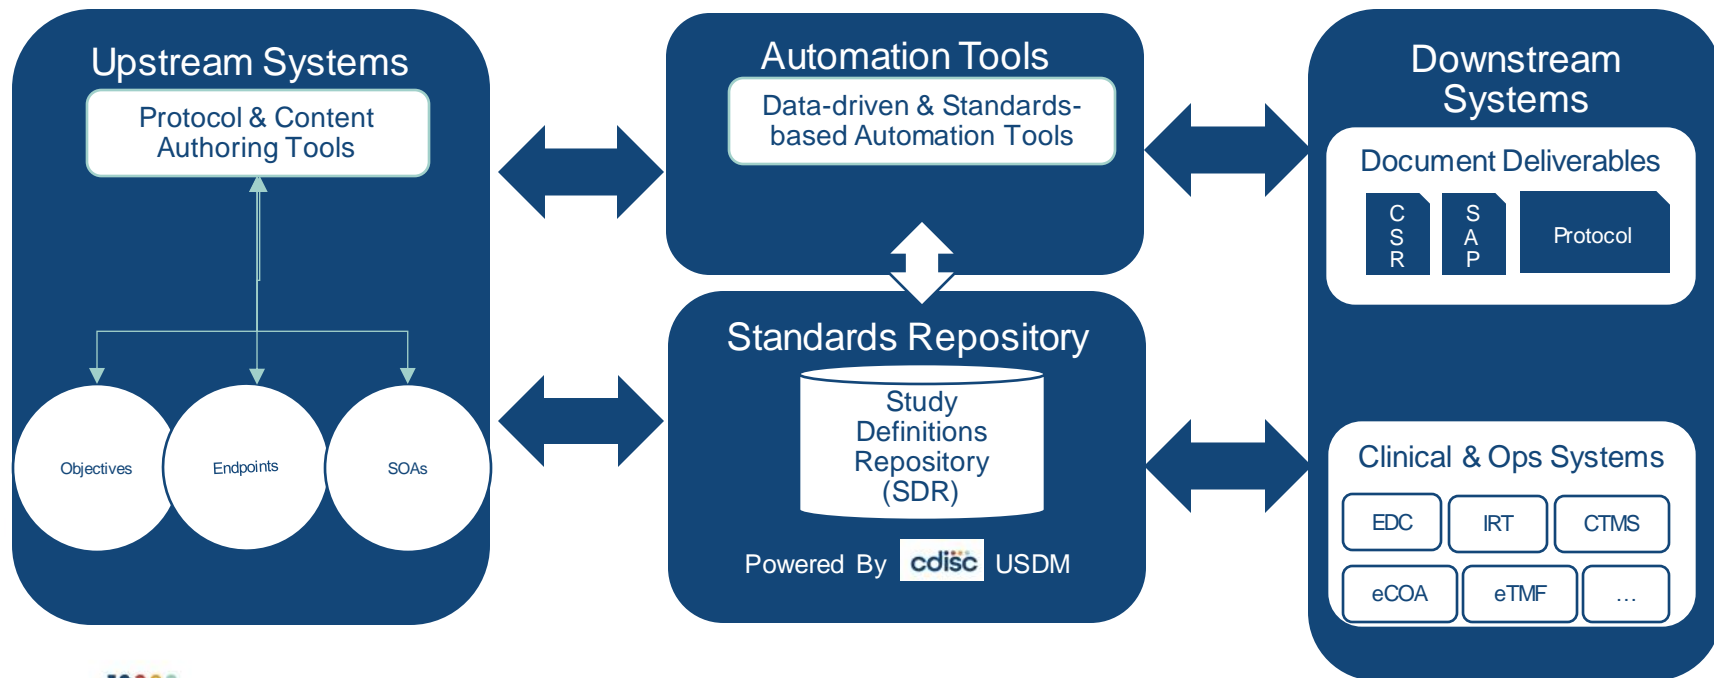 Upstream Systems
Protocol & Content
Authoring Tools
Objectives
Endpoints
SOAs
Automation Tools
Data-driven & Standards-
based Automation Tools
Standards Repository
Study
Definitions
Repository
(SDR)
Powered By cdisc USDM
Downstream
Systems
Document Deliverables
CSR
SAP
Protocol
Clinical & Ops Systems
EDC
IRT
CTMS
eCOA
eTMF
…